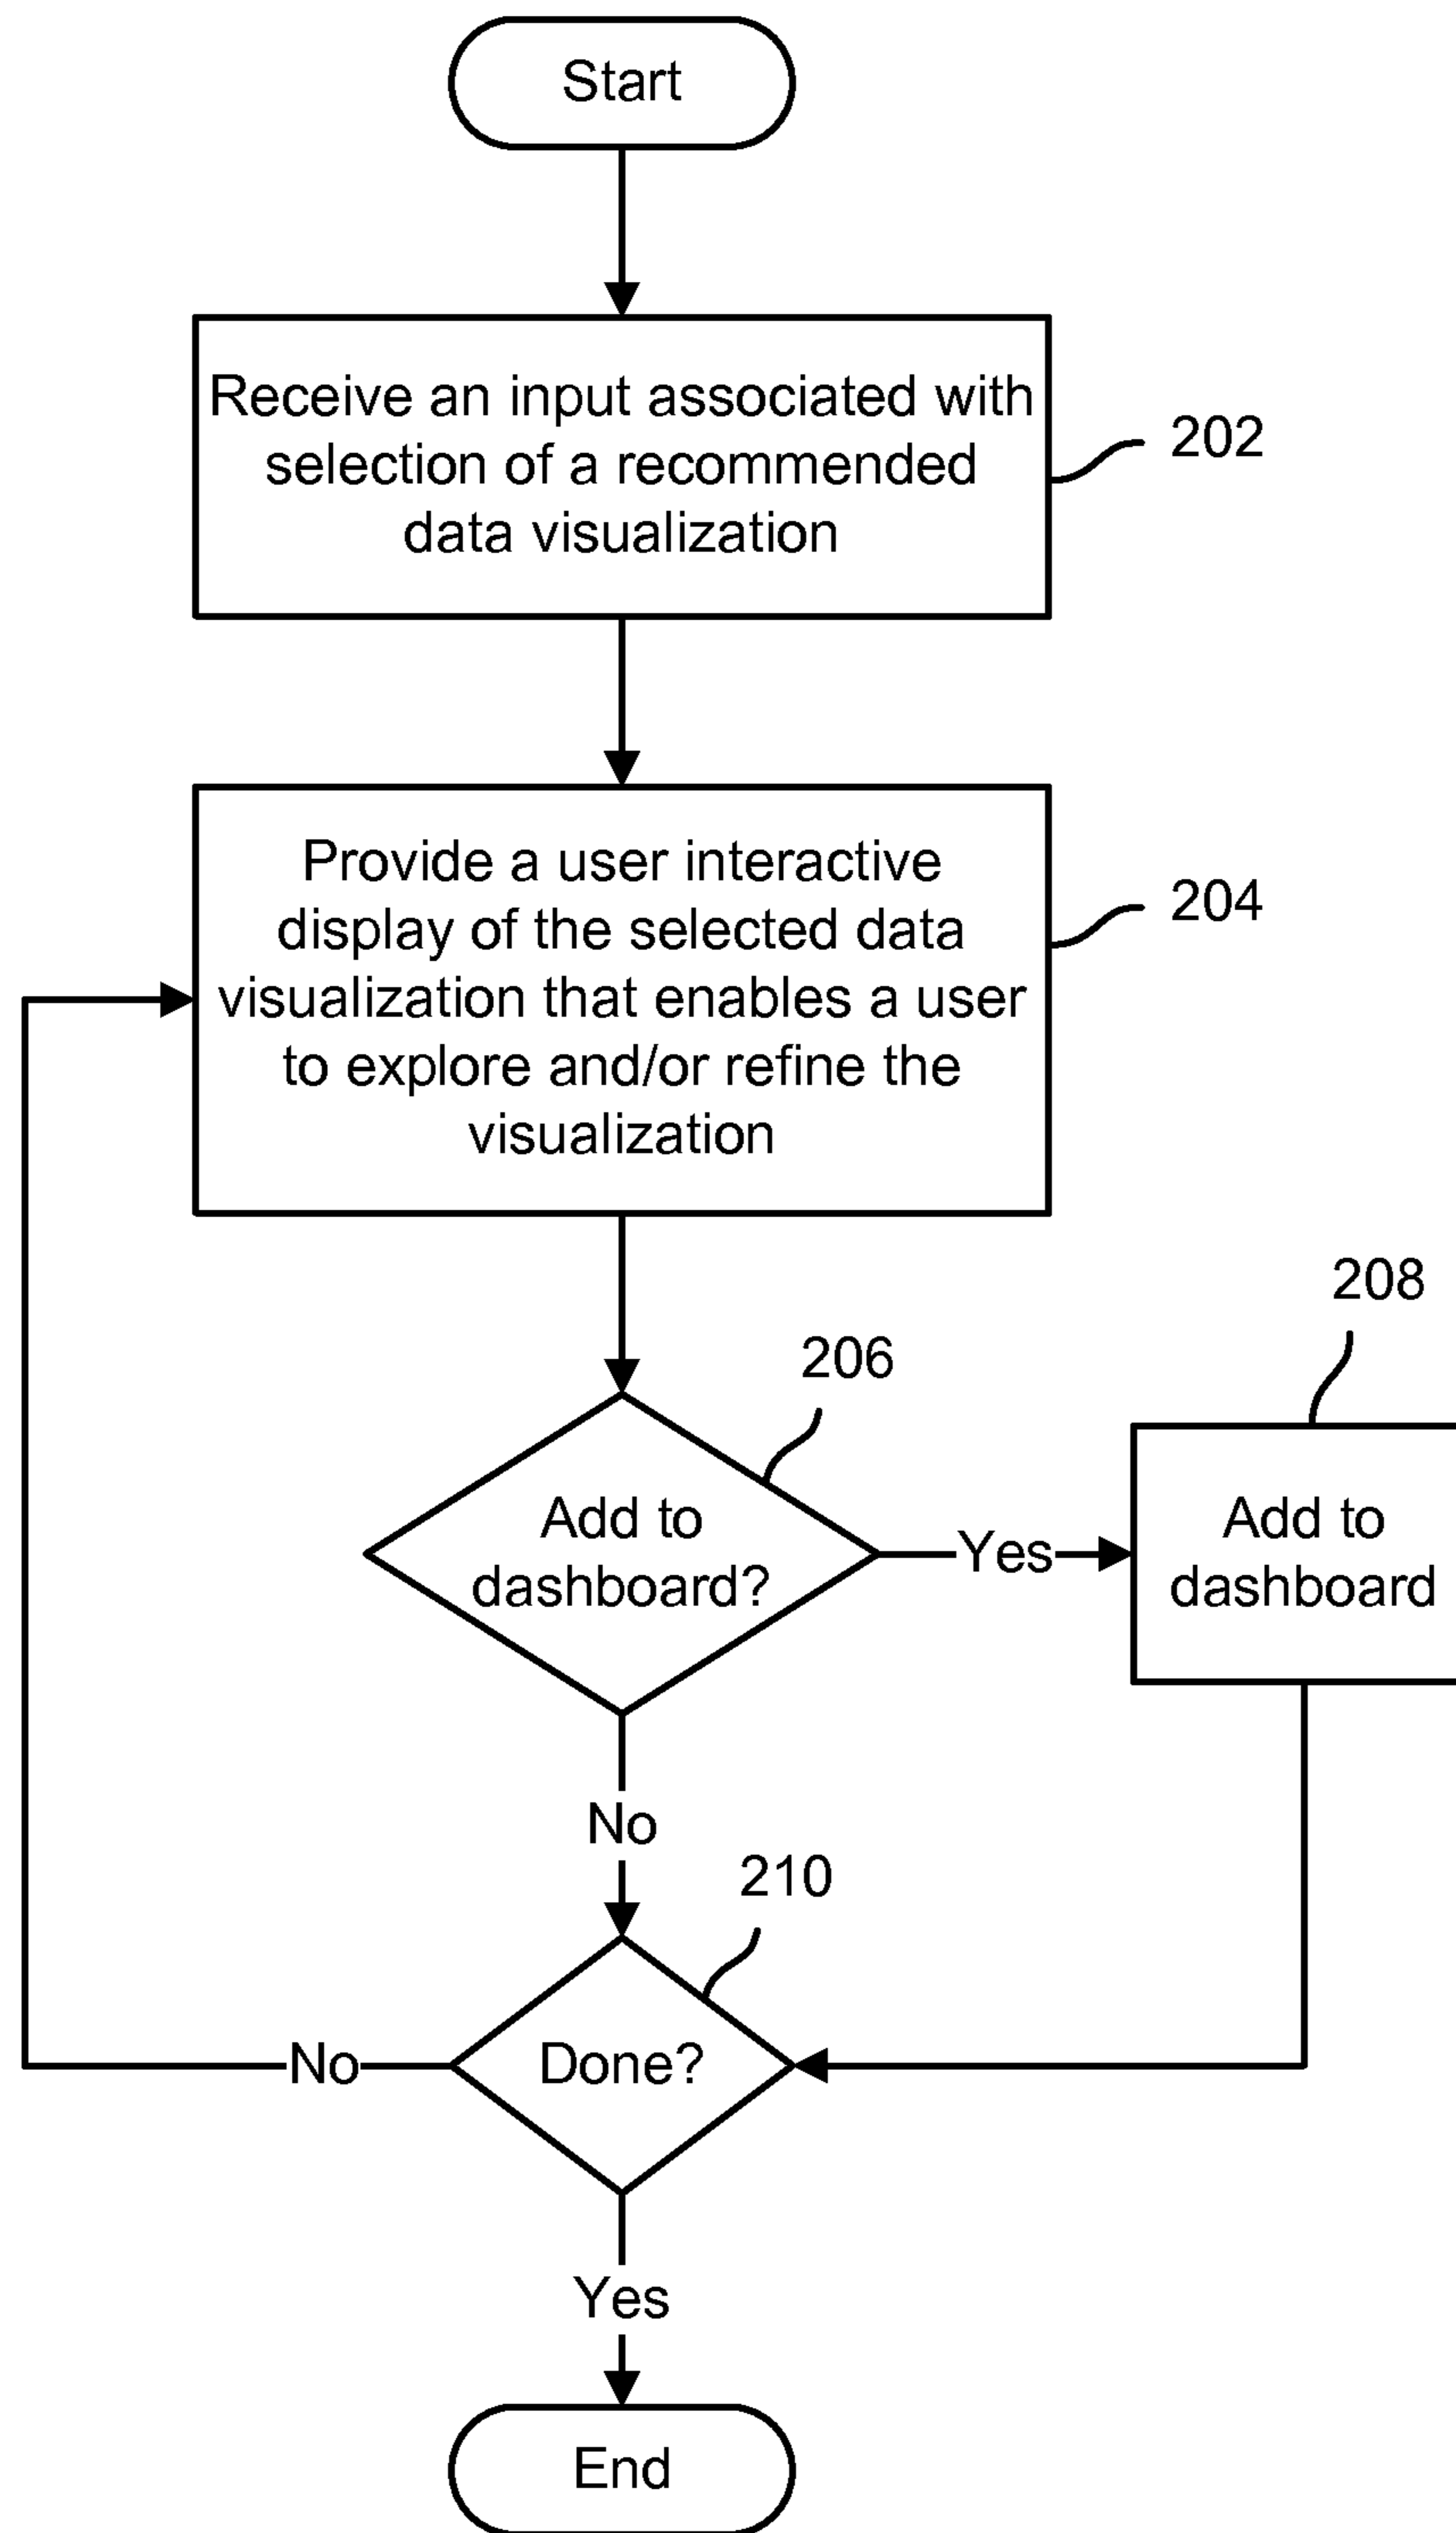 Start
Receive an input associated with
selection of a recommended
data visualization
202
Provide a user interactive
display of the selected data
visualization that enables a user
to explore and/or refine the
visualization
204
206
Add to
dashboard?
Yes
208
Add to
dashboard
No
210
Done?
No
Yes
End